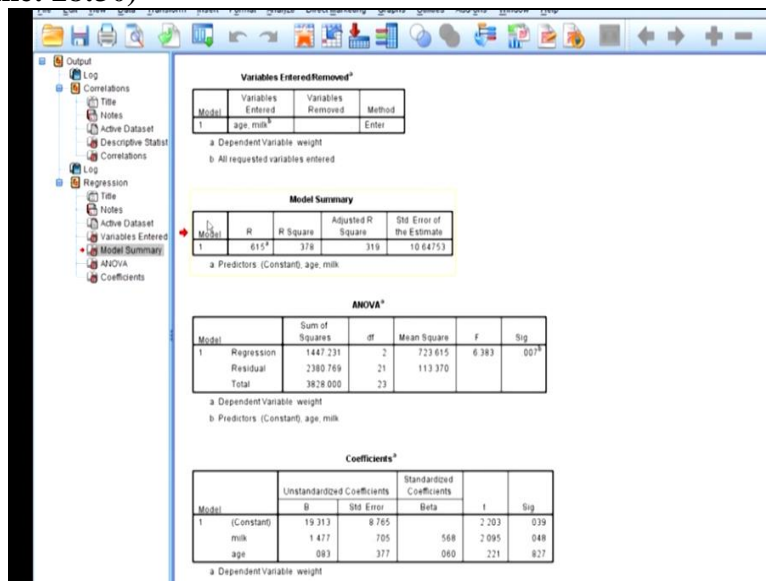 Output
Log
Correlations
Title
Notes
Active Dataset
Descriptive Statist
Correlations
Log
Regression
Title
Notes
Active Dataset
Variables Entered
Model Summary
ANOVA
Coefficients
Variables Entered/Removedᵃ
Model Variables Entered Variables Removed Method
1 age, milkᵇ Enter
a Dependent Variable weight
b All requested variables entered
Model Summary
Model R R Square Adjusted R Square Std Error of the Estimate
1 615ᵃ 378 319 10 64753
a Predictors (Constant), age, milk
ANOVAᵃ
Model Sum of Squares df Mean Square F Sig
1 Regression 1447 231 2 723 615 6 383 007ᵇ
Residual 2380 769 21 113 370
Total 3828 000 23
a Dependent Variable weight
b Predictors (Constant), age, milk
Coefficientsᵃ
Unstandardized Coefficients Standardized Coefficients
Model B Std Error Beta t Sig
1 (Constant) 19 313 8 765 2 203 039
milk 1 477 705 568 2 095 048
age 083 377 060 221 827
a Dependent Variable weight